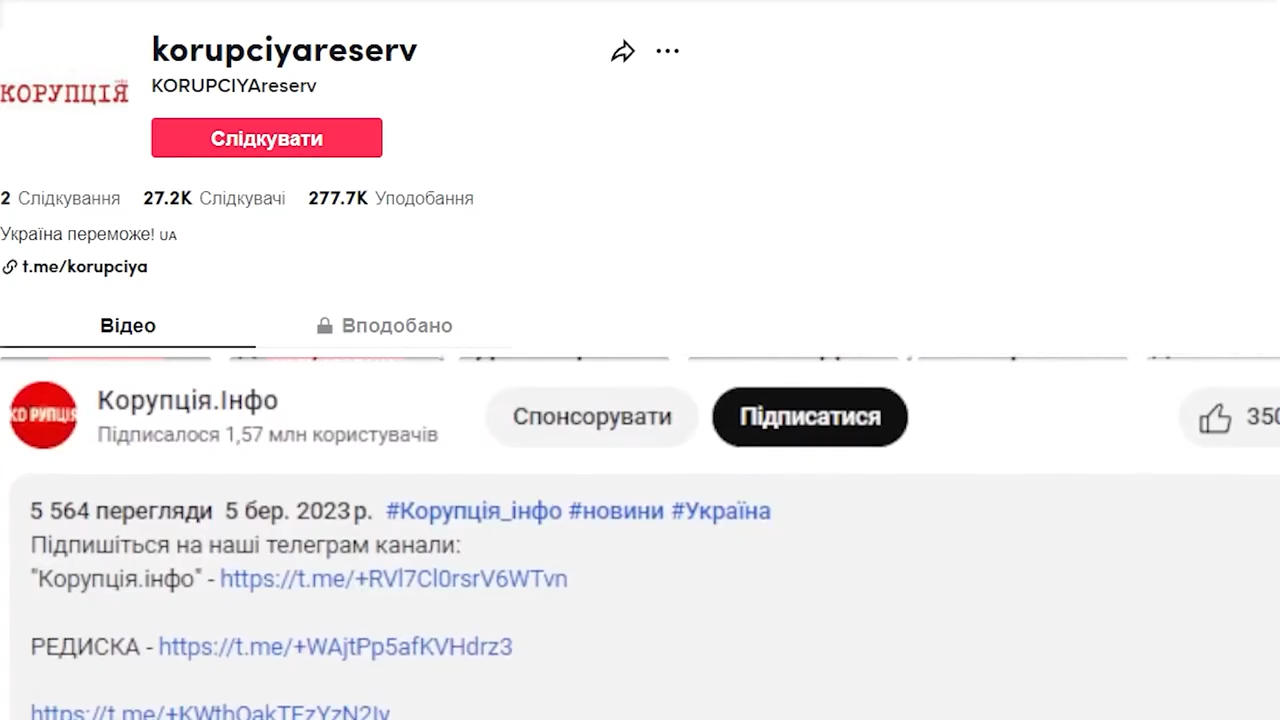 korupciyareserv
КОРУПЦІЯ
KORUPCIYAreserv
Слідкувати
2 Слідкування 27.2K Слідкувачі 277.7K Уподобання
Україна переможе! UA
t.me/korupciya
Відео Вподобано
КОРУПЦІЯ Корупція.Інфо
Підписалося 1,57 млн користувачів
Спонсорувати Підписатися 350
5 564 перегляди 5 бер. 2023 р. #Корупція_інфо #новини #Україна
Підпишіться на наші телеграм канали:
"Корупція.інфо" - https://t.me/+RVl7Cl0rsrV6WTvn
РЕДИСКА - https://t.me/+WAjtPp5afKVHdrz3